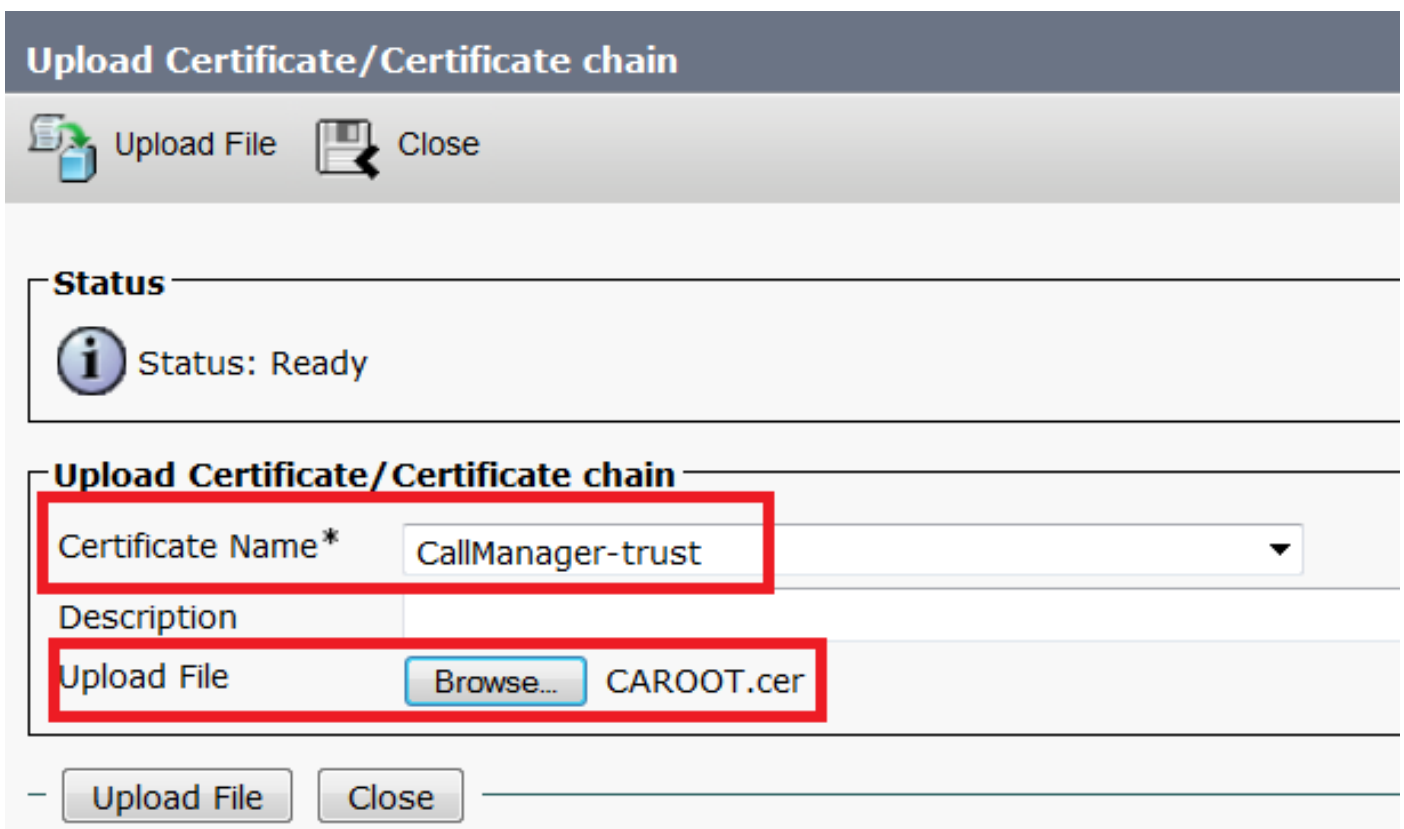 Upload Certificate/Certificate chain
Upload File Close
Status
Status: Ready
Upload Certificate/Certificate chain
Certificate Name* CallManager-trust
Description
Upload File Browse... CAROOT.cer
Upload File Close